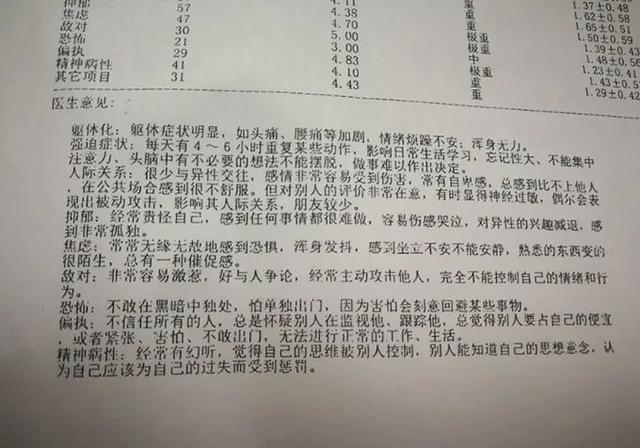 抑郁 57 4.11 重 1.37±0.48
焦虑 47 4.38 重 1.62±0.58
敌对 30 4.70 重 1.65±0.51
恐怖 21 5.00 极重 1.50±0.59
偏执 29 3.00 极重 1.39±0.43
精神病性 41 4.83 中 1.48±0.56
其它项目 31 4.10 极重 1.23±0.41
4.43 重 1.43±0.57
重 1.29±0.42
医生意见：
躯体化：躯体症状明显，如头痛、腰痛等加剧，情绪烦躁不安；浑身无力。
强迫症状：每天有4～6小时重复某些动作，影响日常生活学习，忘记性大、不能集中
注意力、头脑中有不必要的想法不能摆脱，做事难以作出决定。
人际关系：很少与异性交往，感情非常容易受到伤害，常有自卑感，总感到比不上他人
，在公共场合感到很不舒服。但对别人的评价非常在意，有时显得神经过敏，偶尔会表
现出被动攻击，影响其人际关系，朋友较少。
抑郁：经常责怪自己，感到任何事情都很难做，容易伤感哭泣，对异性的兴趣减退，感
到非常孤独。
焦虑：常常无缘无故地感到恐惧，浑身发抖，感到坐立不安不能安静，熟悉的东西变的
很陌生，总有一种催促感。
敌对：非常容易激惹，好与人争论，经常主动攻击他人，完全不能控制自己的情绪和行
为。
恐怖：不敢在黑暗中独处，怕单独出门，因为害怕会刻意回避某些事物。
偏执：不信任所有的人，总是怀疑别人在监视他、跟踪他，总觉得别人要占自己的便宜
，或者紧张、害怕、不敢出门，无法进行正常的工作、生活。
精神病性：经常有幻听，觉得自己的思维被别人控制，别人能知道自己的思想意念，认
为自己应该为自己的过失而受到惩罚。